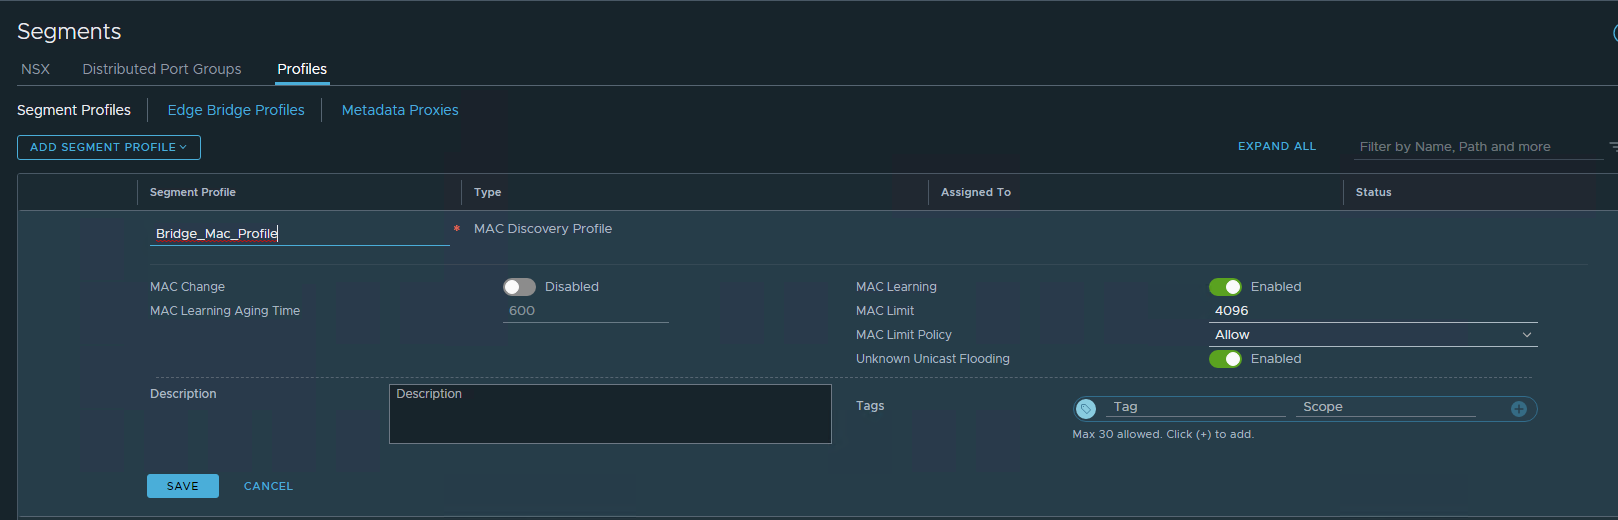 Segments
NSX Distributed Port Groups Profiles
Segment Profiles Edge Bridge Profiles Metadata Proxies
ADD SEGMENT PROFILE EXPAND ALL Filter by Name, Path and more
Segment Profile Type Assigned To Status
Bridge_Mac_Profile * MAC Discovery Profile
MAC Change Disabled MAC Learning Enabled
MAC Learning Aging Time 600 MAC Limit 4096
MAC Limit Policy Allow
Unknown Unicast Flooding Enabled
Description Description Tags Tag Scope
Max 30 allowed. Click (+) to add.
SAVE CANCEL